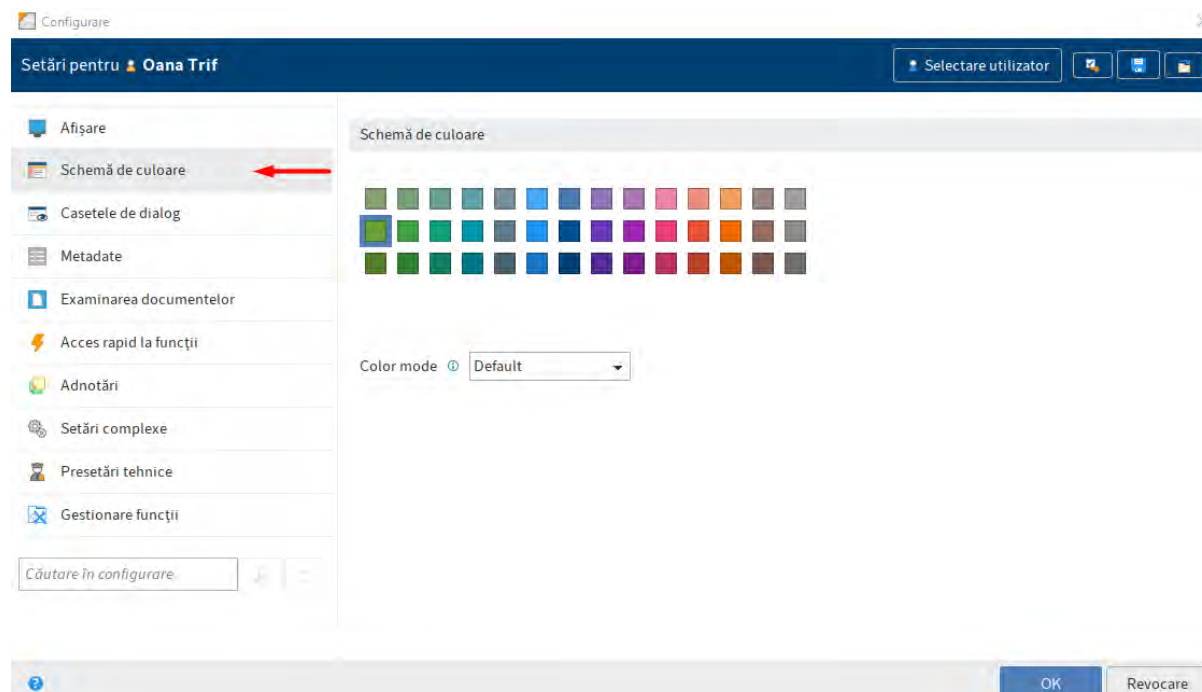 Configurare
Setări pentru Oana Trif
Selectare utilizator
Afișare
Schemă de culoare
Casetele de dialog
Metadate
Examinarea documentelor
Acces rapid la funcții
Adnotări
Setări complexe
Presetări tehnice
Gestionare funcții
Căutare în configurare
Schemă de culoare
Color mode Default
OK Revocare